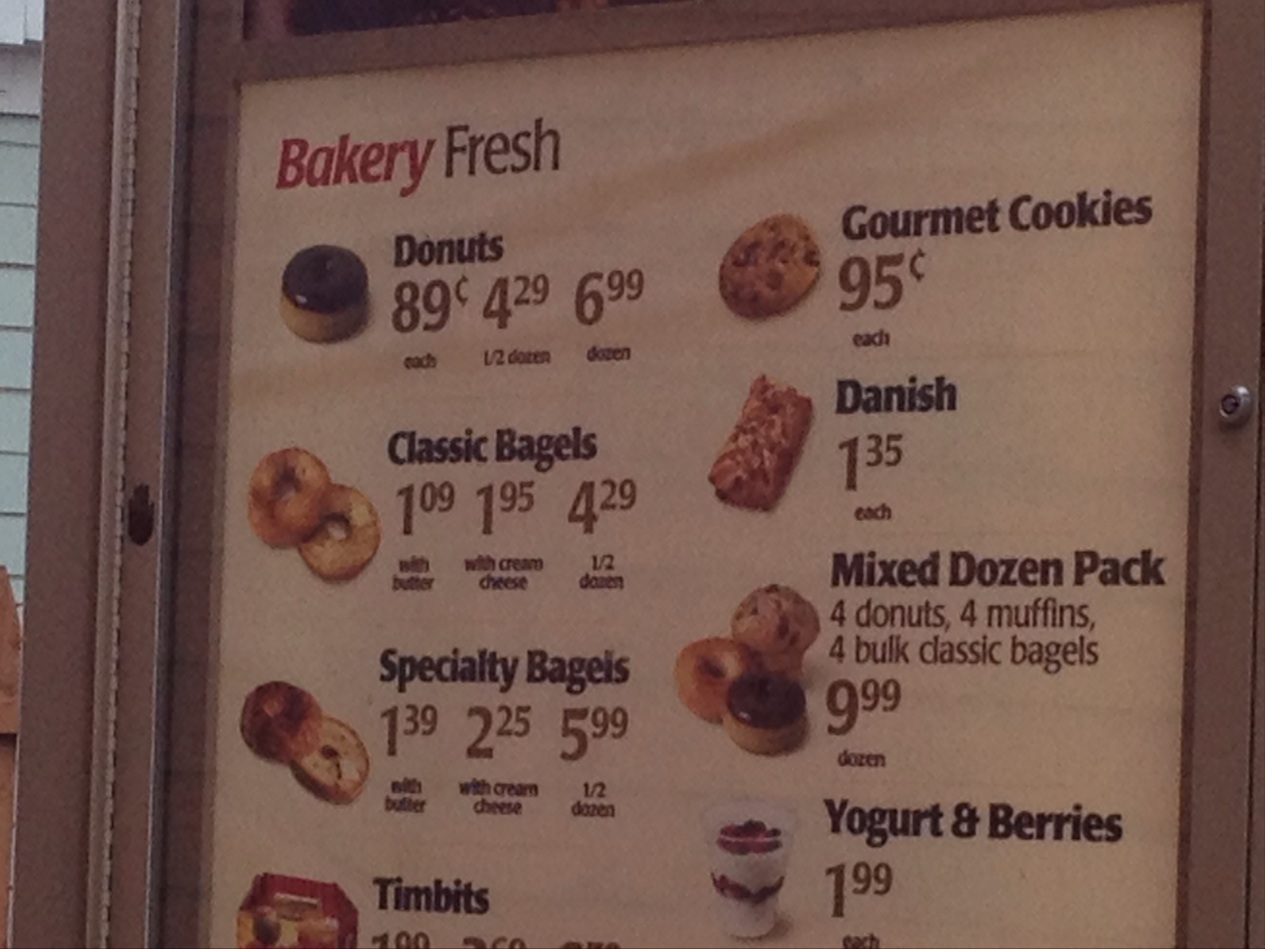 Bakery Fresh
Donuts
89¢ 4²⁹ 6⁹⁹
each 1/2 dozen dozen
Classic Bagels
1⁰⁹ 1⁹⁵ 4²⁹
with butter with cream cheese 1/2 dozen
Specialty Bagels
1³⁹ 2²⁵ 5⁹⁹
with butter with cream cheese 1/2 dozen
Timbits
Gourmet Cookies
95¢
each
Danish
1³⁵
each
Mixed Dozen Pack
4 donuts, 4 muffins,
4 bulk classic bagels
9⁹⁹
dozen
Yogurt & Berries
1⁹⁹
each